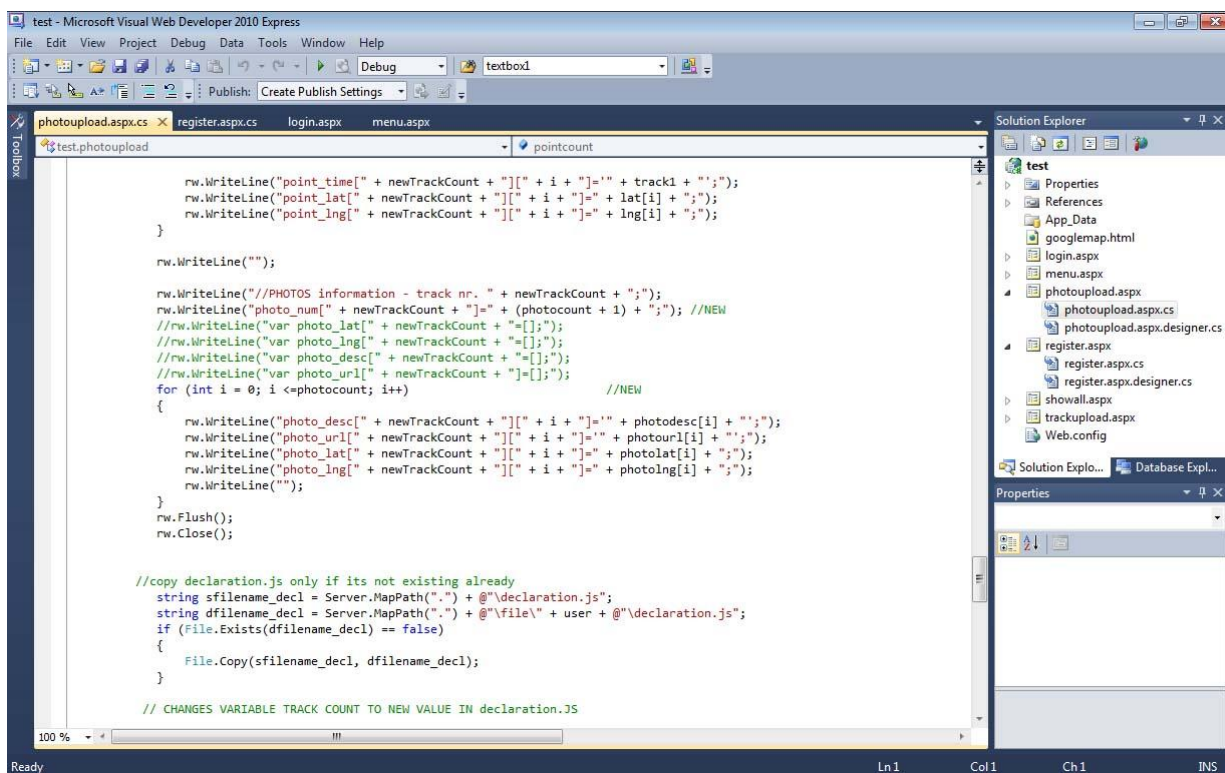 test - Microsoft Visual Web Developer 2010 Express
File Edit View Project Debug Data Tools Window Help
Debug textbox1
Publish: Create Publish Settings
Toolbox
photoupload.aspx.cs register.aspx.cs login.aspx menu.aspx
test.photoupload pointcount
rw.WriteLine("point_time[" + newTrackCount + "][" + i + "]='" + track1 + "';");
rw.WriteLine("point_lat[" + newTrackCount + "][" + i + "]=" + lat[i] + ";");
rw.WriteLine("point_lng[" + newTrackCount + "][" + i + "]=" + lng[i] + ";");
}
rw.WriteLine("");
rw.WriteLine("//PHOTOS information - track nr. " + newTrackCount + ";");
rw.WriteLine("photo_num[" + newTrackCount + "]=" + (photocount + 1) + ";"); //NEW
//rw.WriteLine("var photo_lat[" + newTrackCount + "=[];");
//rw.WriteLine("var photo_lng[" + newTrackCount + "=[];");
//rw.WriteLine("var photo_desc[" + newTrackCount + "=[];");
//rw.WriteLine("var photo_url[" + newTrackCount + "]=[];");
for (int i = 0; i <=photocount; i++) //NEW
{
rw.WriteLine("photo_desc[" + newTrackCount + "][" + i + "]='" + photodesc[i] + "';");
rw.WriteLine("photo_url[" + newTrackCount + "][" + i + "]='" + photourl[i] + "';");
rw.WriteLine("photo_lat[" + newTrackCount + "][" + i + "]=" + photolat[i] + ";");
rw.WriteLine("photo_lng[" + newTrackCount + "][" + i + "]=" + photolng[i] + ";");
rw.WriteLine("");
}
rw.Flush();
rw.Close();
//copy declaration.js only if its not existing already
string sfilename_decl = Server.MapPath(".") + @"\declaration.js";
string dfilename_decl = Server.MapPath(".") + @"\file\" + user + @"\declaration.js";
if (File.Exists(dfilename_decl) == false)
{
File.Copy(sfilename_decl, dfilename_decl);
}
// CHANGES VARIABLE TRACK COUNT TO NEW VALUE IN declaration.JS
100 %
Solution Explorer
test
Properties
References
App_Data
googlemap.html
login.aspx
menu.aspx
photoupload.aspx
photoupload.aspx.cs
photoupload.aspx.designer.cs
register.aspx
register.aspx.cs
register.aspx.designer.cs
showall.aspx
trackupload.aspx
Web.config
Solution Explo... Database Expl...
Properties
Ready Ln 1 Col 1 Ch 1 INS